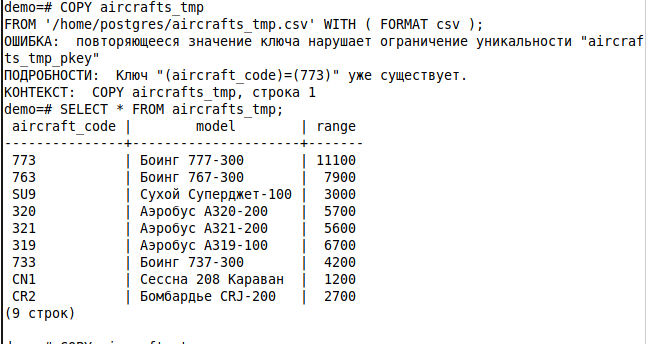 demo=# COPY aircrafts_tmp
FROM '/home/postgres/aircrafts_tmp.csv' WITH ( FORMAT csv );
ОШИБКА:  повторяющееся значение ключа нарушает ограничение уникальности "aircraf
ts_tmp_pkey"
ПОДРОБНОСТИ:  Ключ "(aircraft_code)=(773)" уже существует.
КОНТЕКСТ:  COPY aircrafts_tmp, строка 1
demo=# SELECT * FROM aircrafts_tmp;
 aircraft_code |        model        | range
---------------+---------------------+-------
 773           | Боинг 777-300       | 11100
 763           | Боинг 767-300       |  7900
 SU9           | Сухой Суперджет-100 |  3000
 320           | Аэробус A320-200    |  5700
 321           | Аэробус A321-200    |  5600
 319           | Аэробус A319-100    |  6700
 733           | Боинг 737-300       |  4200
 CN1           | Сессна 208 Караван  |  1200
 CR2           | Бомбардье CRJ-200   |  2700
(9 строк)